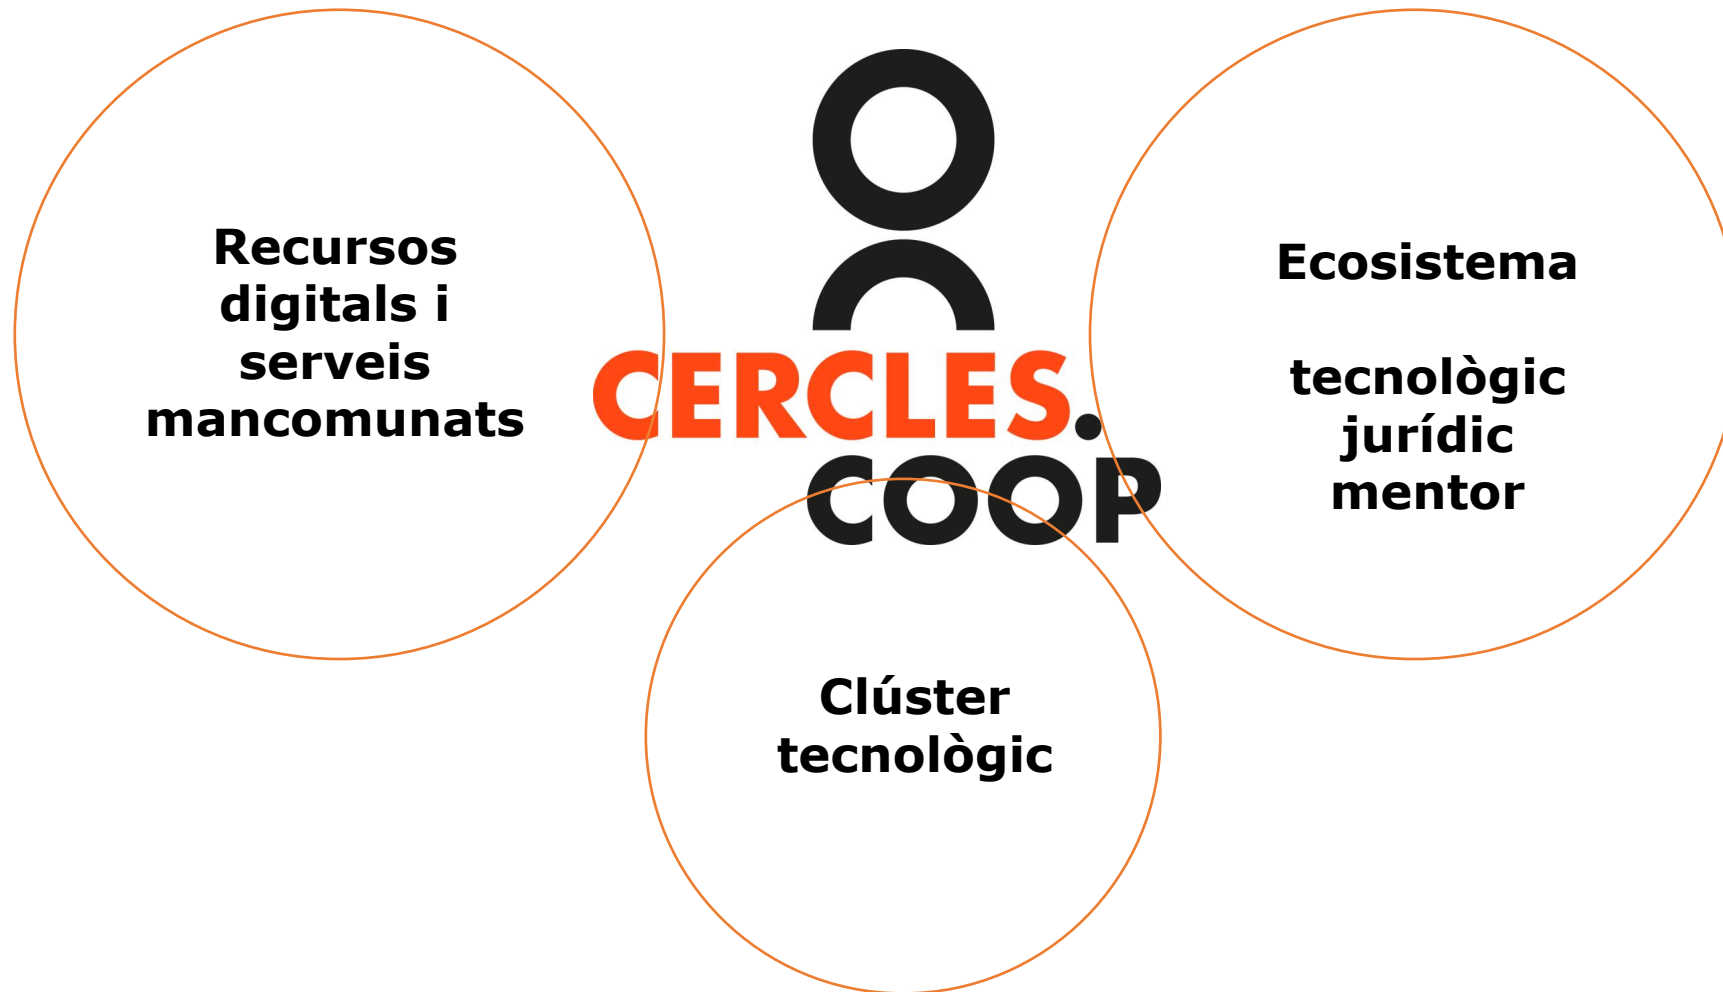 Recursos
digitals i
serveis
mancomunats
CERCLES.
COOP
Ecosistema
tecnològic
jurídic
mentor
Clúster
tecnològic